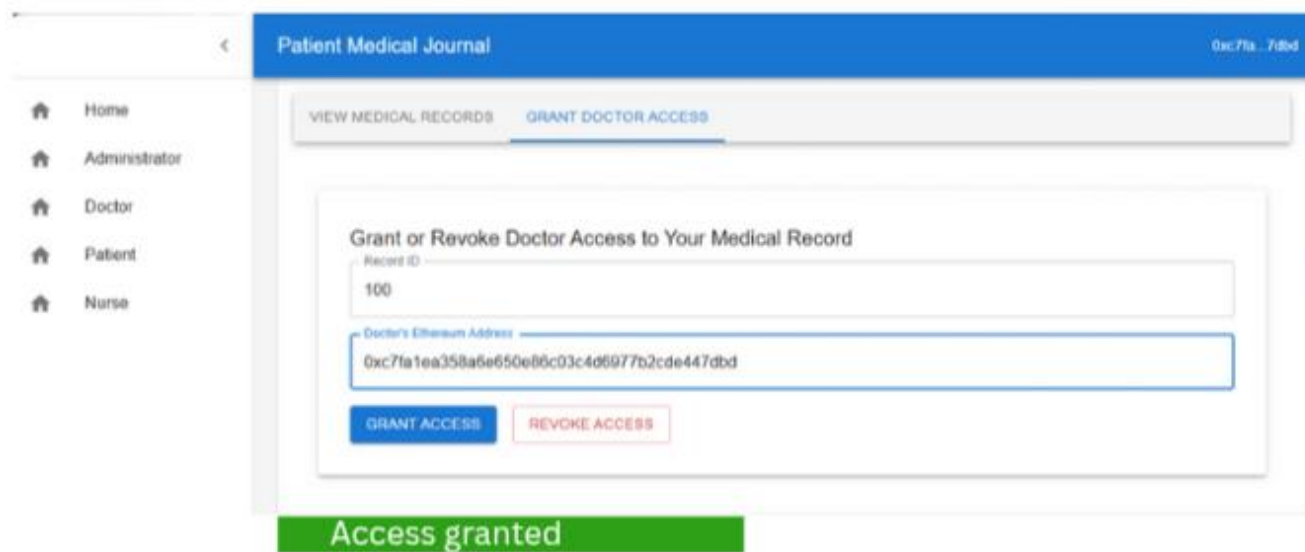 Patient Medical Journal
0xc7fa...7dbd
Home
Administrator
Doctor
Patient
Nurse
VIEW MEDICAL RECORDS
GRANT DOCTOR ACCESS
Grant or Revoke Doctor Access to Your Medical Record
Record ID
100
Doctor's Ethereum Address
0xc7fa1ea358a6e650e86c03c4d6977b2cde447dbd
GRANT ACCESS
REVOKE ACCESS
Access granted